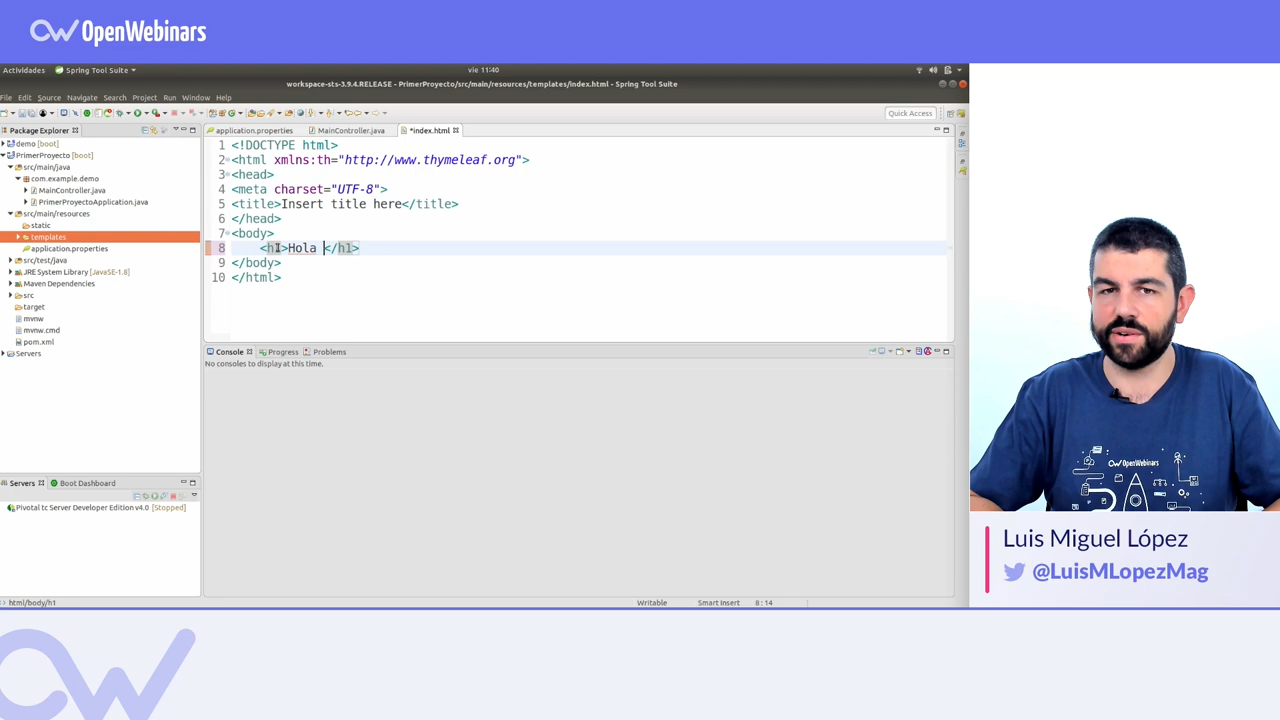 OpenWebinars
Actividades Spring Tool Suite vie 11:40
workspace-sts-3.9.4.RELEASE - PrimerProyecto/src/main/resources/templates/index.html - Spring Tool Suite
File Edit Source Navigate Search Project Run Window Help
Quick Access
Package Explorer
demo [boot]
PrimerProyecto [boot]
src/main/java
com.example.demo
MainController.java
PrimerProyectoApplication.java
src/main/resources
static
templates
application.properties
src/test/java
JRE System Library [JavaSE-1.8]
Maven Dependencies
src
target
mvnw
mvnw.cmd
pom.xml
Servers
application.properties MainController.java *index.html
1 <!DOCTYPE html>
2 <html xmlns:th="http://www.thymeleaf.org">
3 <head>
4 <meta charset="UTF-8">
5 <title>Insert title here</title>
6 </head>
7 <body>
8 <h1>Hola </h1>
9 </body>
10 </html>
Console Progress Problems
No consoles to display at this time.
Servers Boot Dashboard
Pivotal tc Server Developer Edition v4.0 [Stopped]
html/body/h1 Writable Smart Insert 8:14
OpenWebinars
Luis Miguel López
@LuisMLopezMag